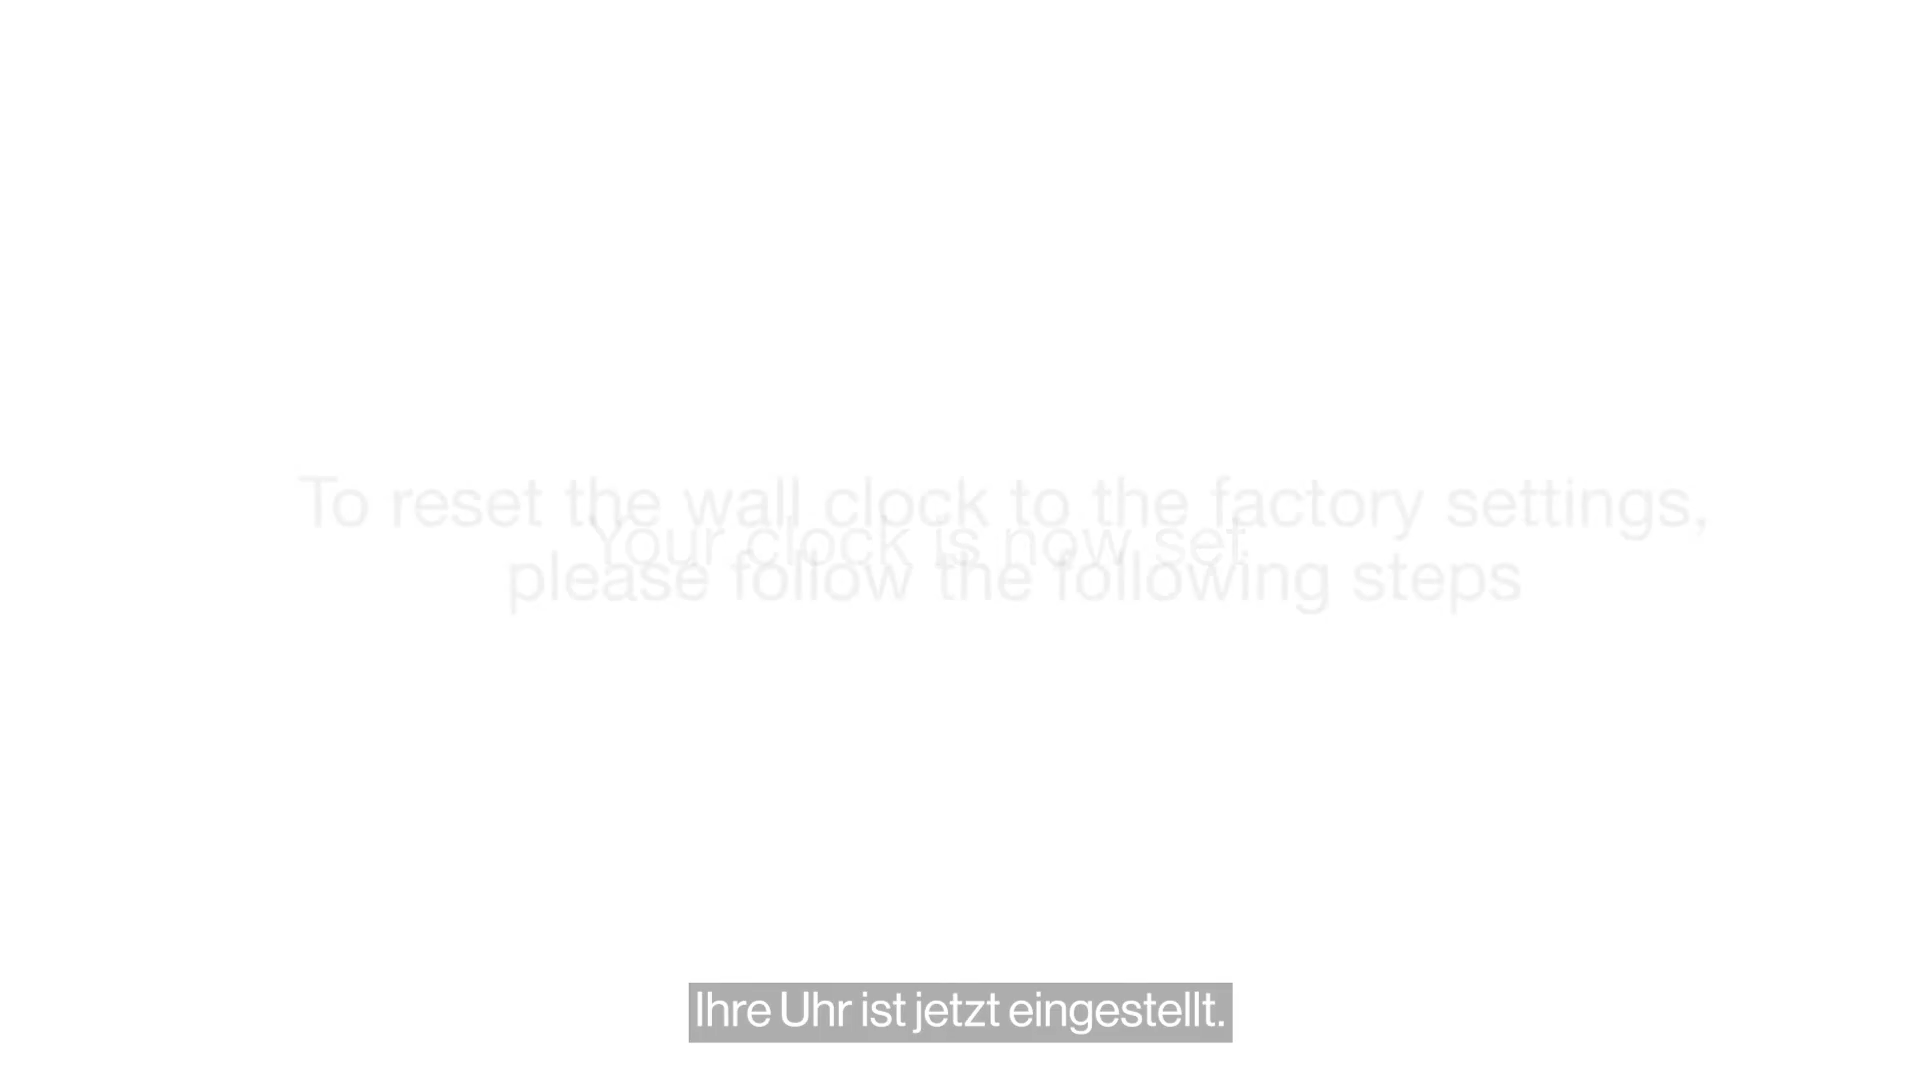 To reset the wall clock to the factory settings,
Your clock is now set
please follow the following steps
Ihre Uhr ist jetzt eingestellt.